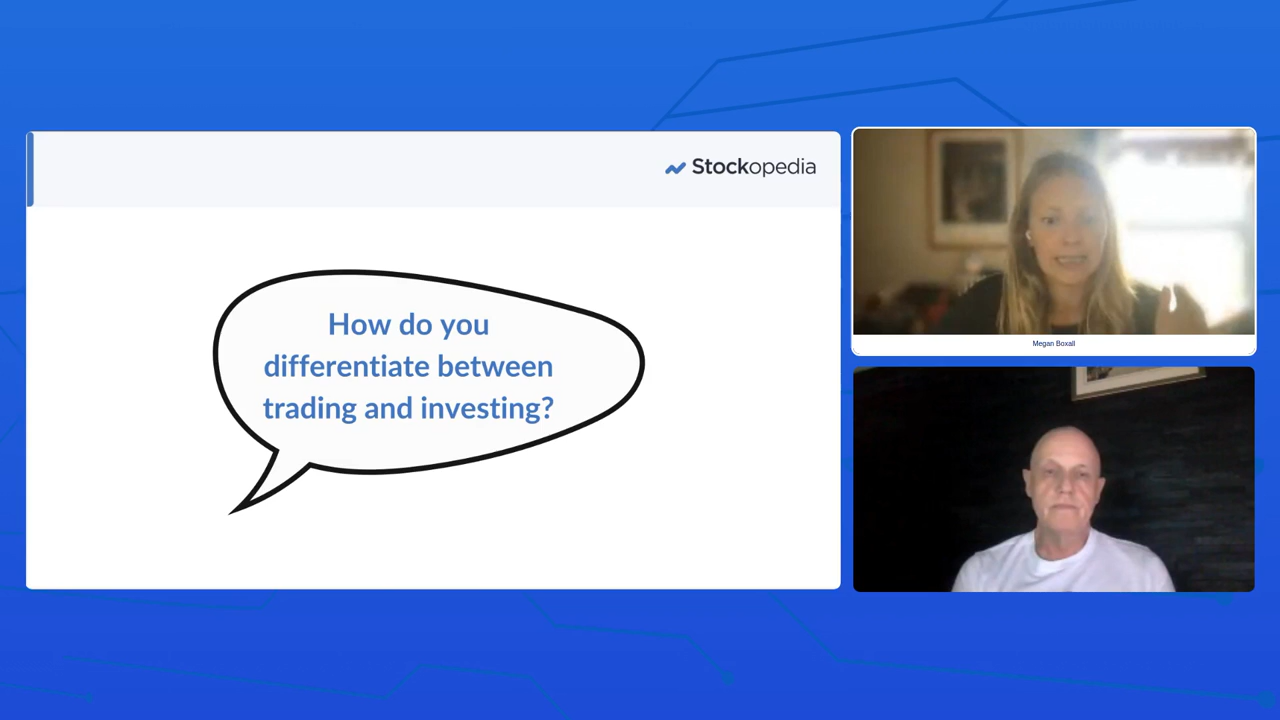 Stockopedia
How do you
differentiate between
trading and investing?
Megan Boxall